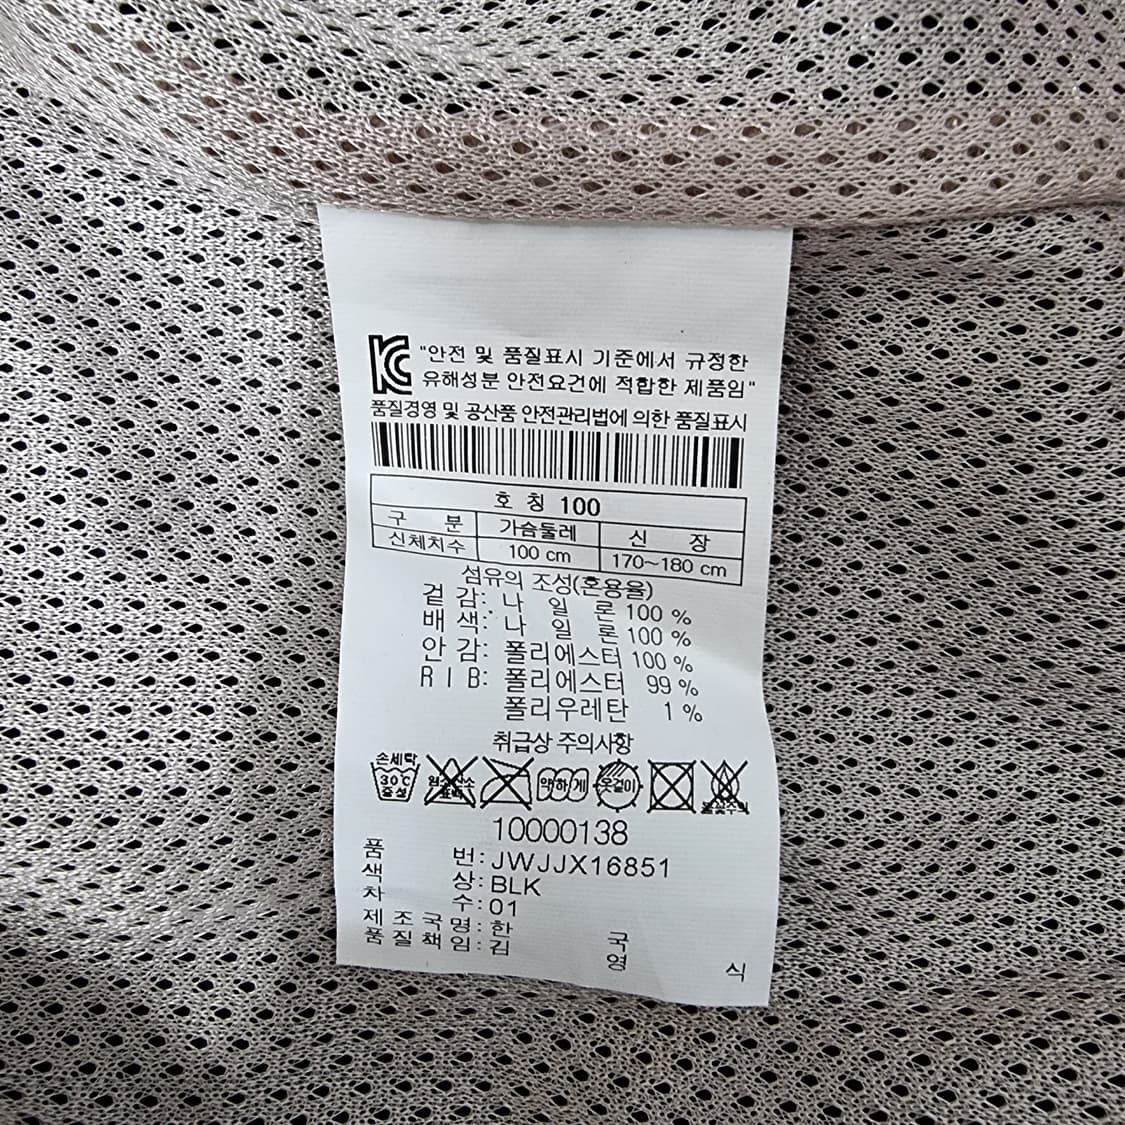 KC "안전 및 품질표시 기준에서 규정한
유해성분 안전요건에 적합한 제품임"
품질경영 및 공산품 안전관리법에 의한 품질표시
호 칭 100
구 분 가슴둘레 신 장
신체치수 100 cm 170~180 cm
섬유의 조성(혼용율)
겉 감: 나 일 론 100 %
배 색: 나 일 론 100 %
안 감: 폴리에스터 100 %
R I B: 폴리에스터 99 %
폴리우레탄 1 %
취급상 주의사항
손세탁
30℃
중성
약하게
옷걸이
10000138
품 번: JWJJX16851
색 상: BLK
차 수: 01
제 조 국 명: 한 국
품 질 책 임: 김 영 식